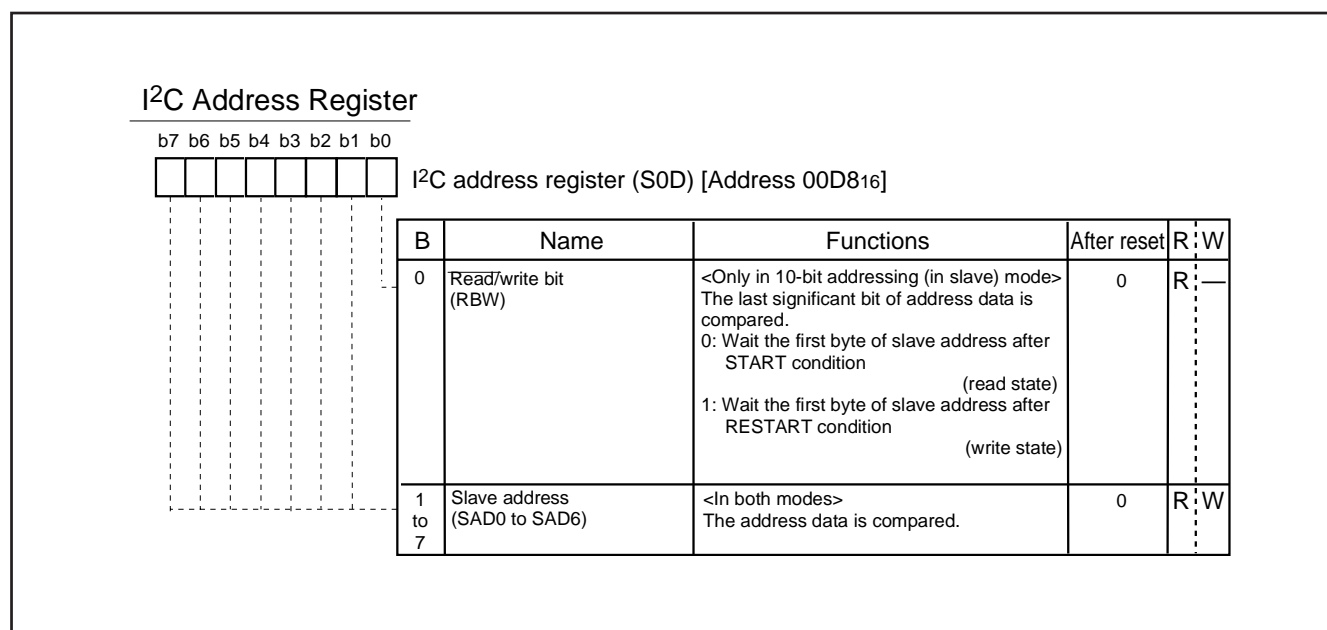 I2C Address Register
b7 b6 b5 b4 b3 b2 b1 b0
I2C address register (S0D) [Address 00D816]
B Name Functions After reset R W
0 Read/write bit <Only in 10-bit addressing (in slave) mode> 0 R —
(RBW) The last significant bit of address data is
compared.
0: Wait the first byte of slave address after
START condition
(read state)
1: Wait the first byte of slave address after
RESTART condition
(write state)
1 Slave address <In both modes> 0 R W
to (SAD0 to SAD6) The address data is compared.
7